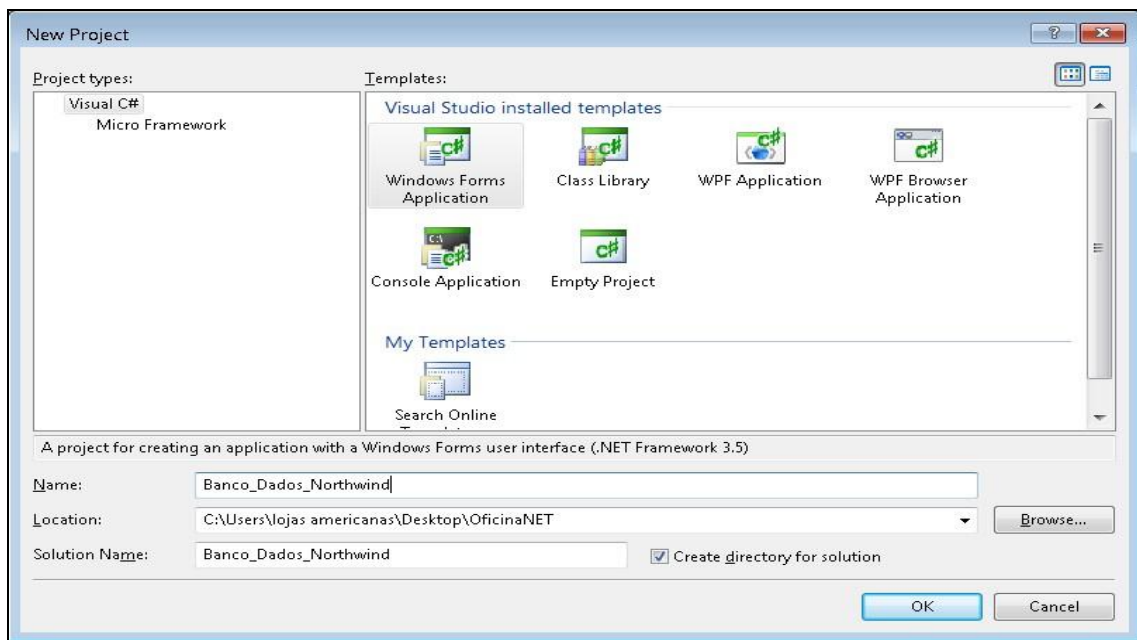 New Project
Project types:
Templates:
Visual C#
Micro Framework
Visual Studio installed templates
Windows Forms
Application
Class Library
WPF Application
WPF Browser
Application
Console Application
Empty Project
My Templates
Search Online
A project for creating an application with a Windows Forms user interface (.NET Framework 3.5)
Name:
Banco_Dados_Northwind
Location:
C:\Users\lojas americanas\Desktop\OficinaNET
Browse...
Solution Name:
Banco_Dados_Northwind
Create directory for solution
OK
Cancel